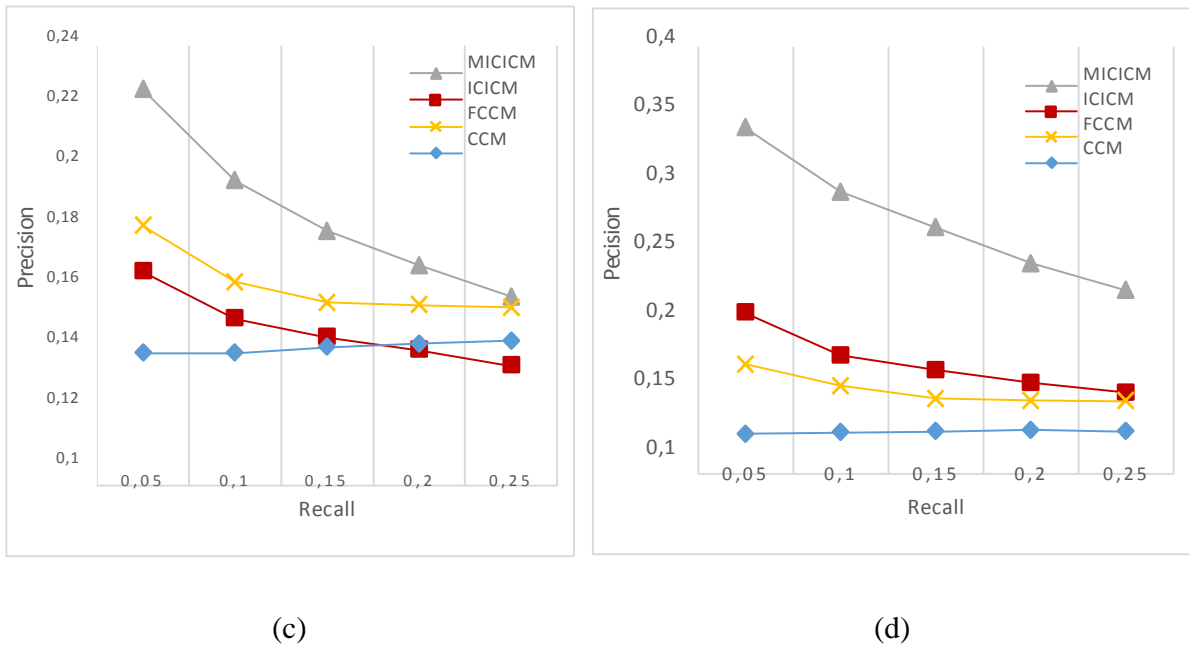 0,24
0,22
0,2
0,18
0,16
0,14
0,12
0,1
Precision
MICICM
ICICM
FCCM
CCM
0,05 0,1 0,15 0,2 0,25
Recall
(c)
0,4
0,35
0,3
0,25
0,2
0,15
0,1
Pecision
MICICM
ICICM
FCCM
CCM
0,05 0,1 0,15 0,2 0,25
Recall
(d)